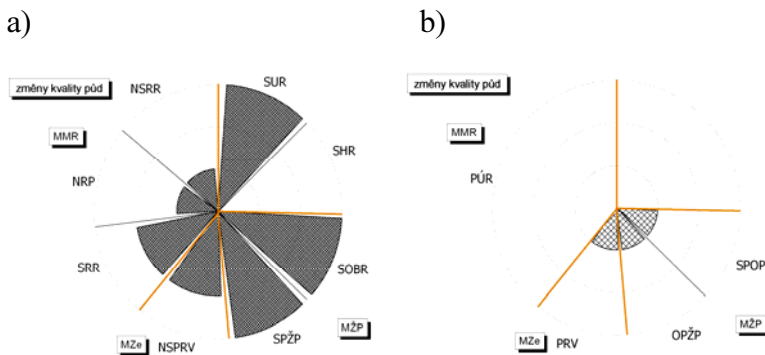 a)
b)
změny kvality půd
NSRR
SUR
MMR
SHR
NRP
SRR
SOBR
MŽP
MZe
NSPRV
SPŽP
změny kvality půd
MMR
PÚR
SPOP
MŽP
MZe
PRV
OPŽP